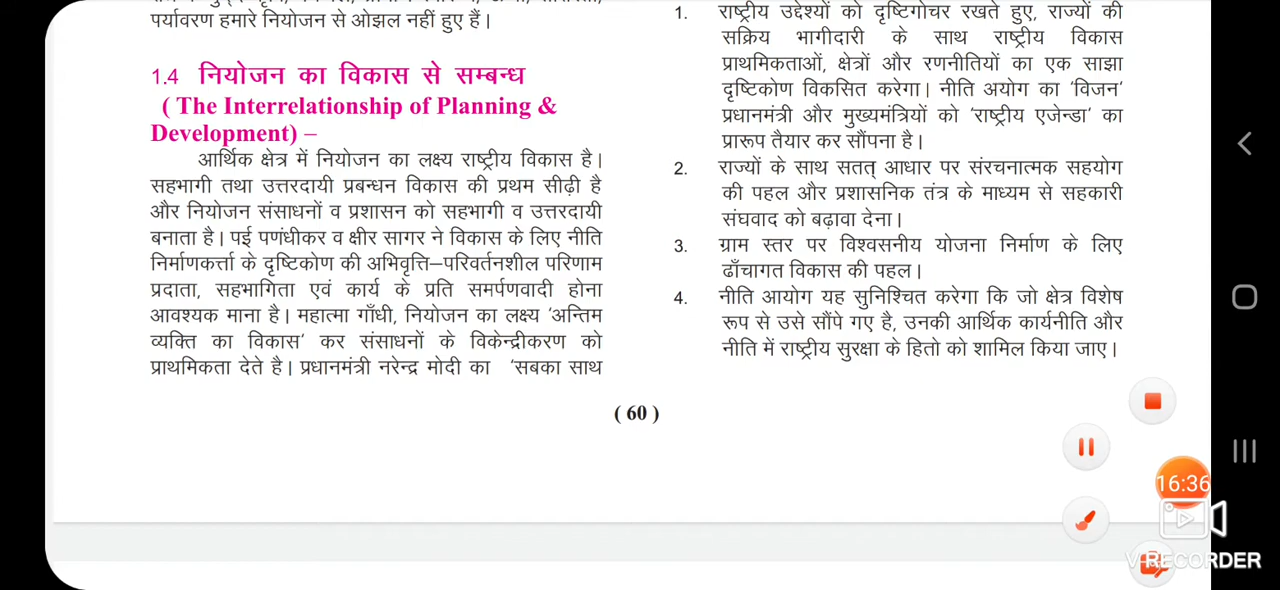 पर्यावरण हमारे नियोजन से ओझल नहीं हुए हैं।
1.4 नियोजन का विकास से सम्बन्ध
( The Interrelationship of Planning &
Development) –
आर्थिक क्षेत्र में नियोजन का लक्ष्य राष्ट्रीय विकास है।
सहभागी तथा उत्तरदायी प्रबन्धन विकास की प्रथम सीढ़ी है
और नियोजन संसाधनों व प्रशासन को सहभागी व उत्तरदायी
बनाता है। पई पणंधीकर व क्षीर सागर ने विकास के लिए नीति
निर्माणकर्त्ता के दृष्टिकोण की अभिवृत्ति–परिवर्तनशील परिणाम
प्रदाता, सहभागिता एवं कार्य के प्रति समर्पणवादी होना
आवश्यक माना है। महात्मा गाँधी, नियोजन का लक्ष्य ‘अन्तिम
व्यक्ति का विकास’ कर संसाधनों के विकेन्द्रीकरण को
प्राथमिकता देते है। प्रधानमंत्री नरेन्द्र मोदी का ‘सबका साथ
1. राष्ट्रीय उद्देश्यों को दृष्टिगोचर रखते हुए, राज्यों की
सक्रिय भागीदारी के साथ राष्ट्रीय विकास
प्राथमिकताओं, क्षेत्रों और रणनीतियों का एक साझा
दृष्टिकोण विकसित करेगा। नीति अयोग का ‘विजन’
प्रधानमंत्री और मुख्यमंत्रियों को ‘राष्ट्रीय एजेन्डा’ का
प्रारूप तैयार कर सौंपना है।
2. राज्यों के साथ सतत् आधार पर संरचनात्मक सहयोग
की पहल और प्रशासनिक तंत्र के माध्यम से सहकारी
संघवाद को बढ़ावा देना।
3. ग्राम स्तर पर विश्वसनीय योजना निर्माण के लिए
ढाँचागत विकास की पहल।
4. नीति आयोग यह सुनिश्चित करेगा कि जो क्षेत्र विशेष
रूप से उसे सौंपे गए है, उनकी आर्थिक कार्यनीति और
नीति में राष्ट्रीय सुरक्षा के हितो को शामिल किया जाए।
( 60 )
16:36
V-RECORDER